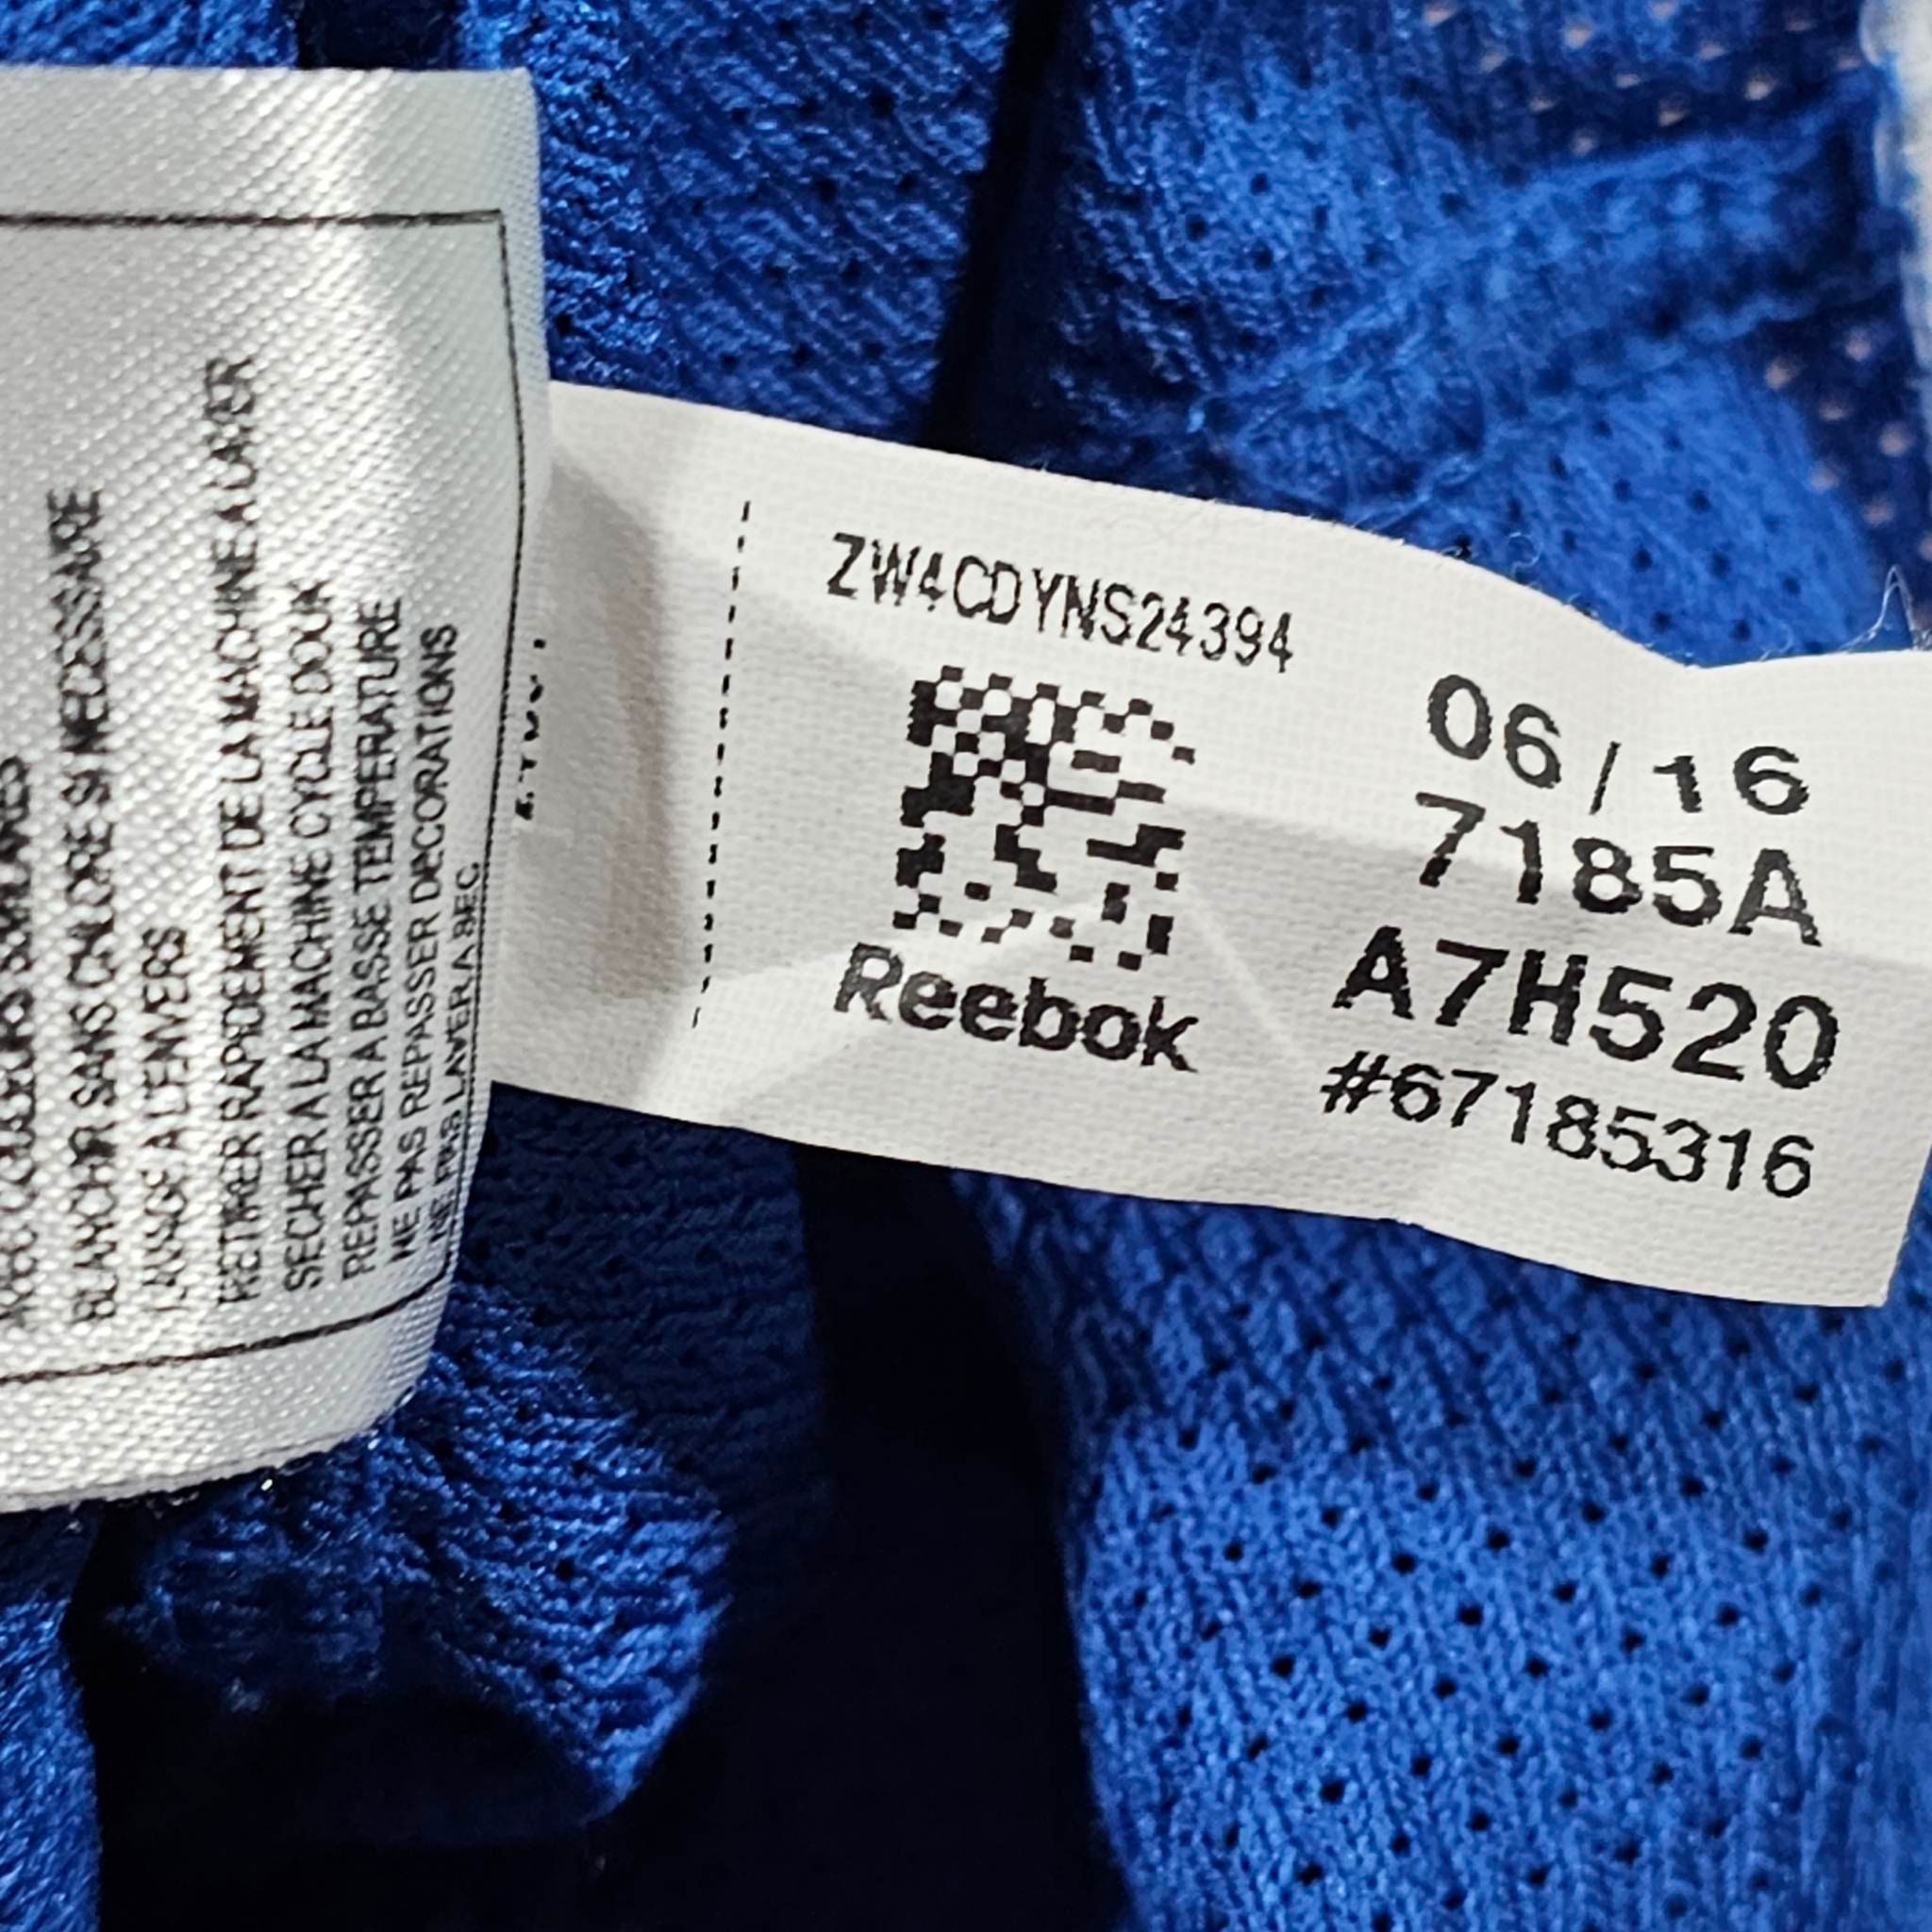 BLANCHIR SANS CHLORE SI NECESSAIRE
LAVAGE A L'ENVERS
RETIRER RAPIDEMENT DE LA MACHINE A LAVER
SECHER A LA MACHINE CYCLE DOUX
REPASSER A BASSE TEMPERATURE
NE PAS REPASSER DECORATIONS
NE PAS LAVER A SEC
ZW4CDYNS24394
Reebok
06/16
7185A
A7H520
#67185316